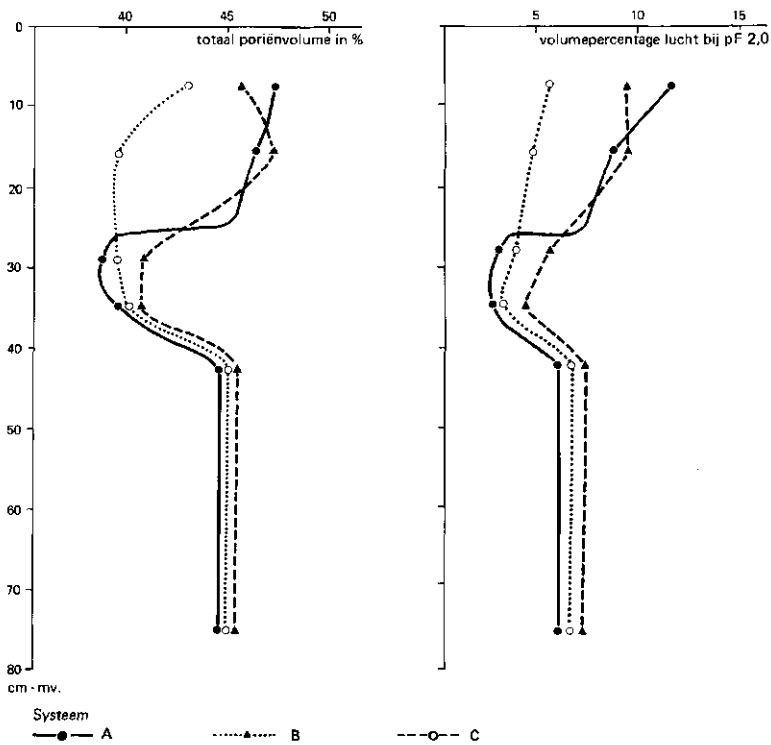 40 45 50
totaal poriënvolume in %
5 10 15
volumepercentage lucht bij pF 2,0
0
10
20
30
40
50
60
70
80
cm - mv.
Systeem
A B C